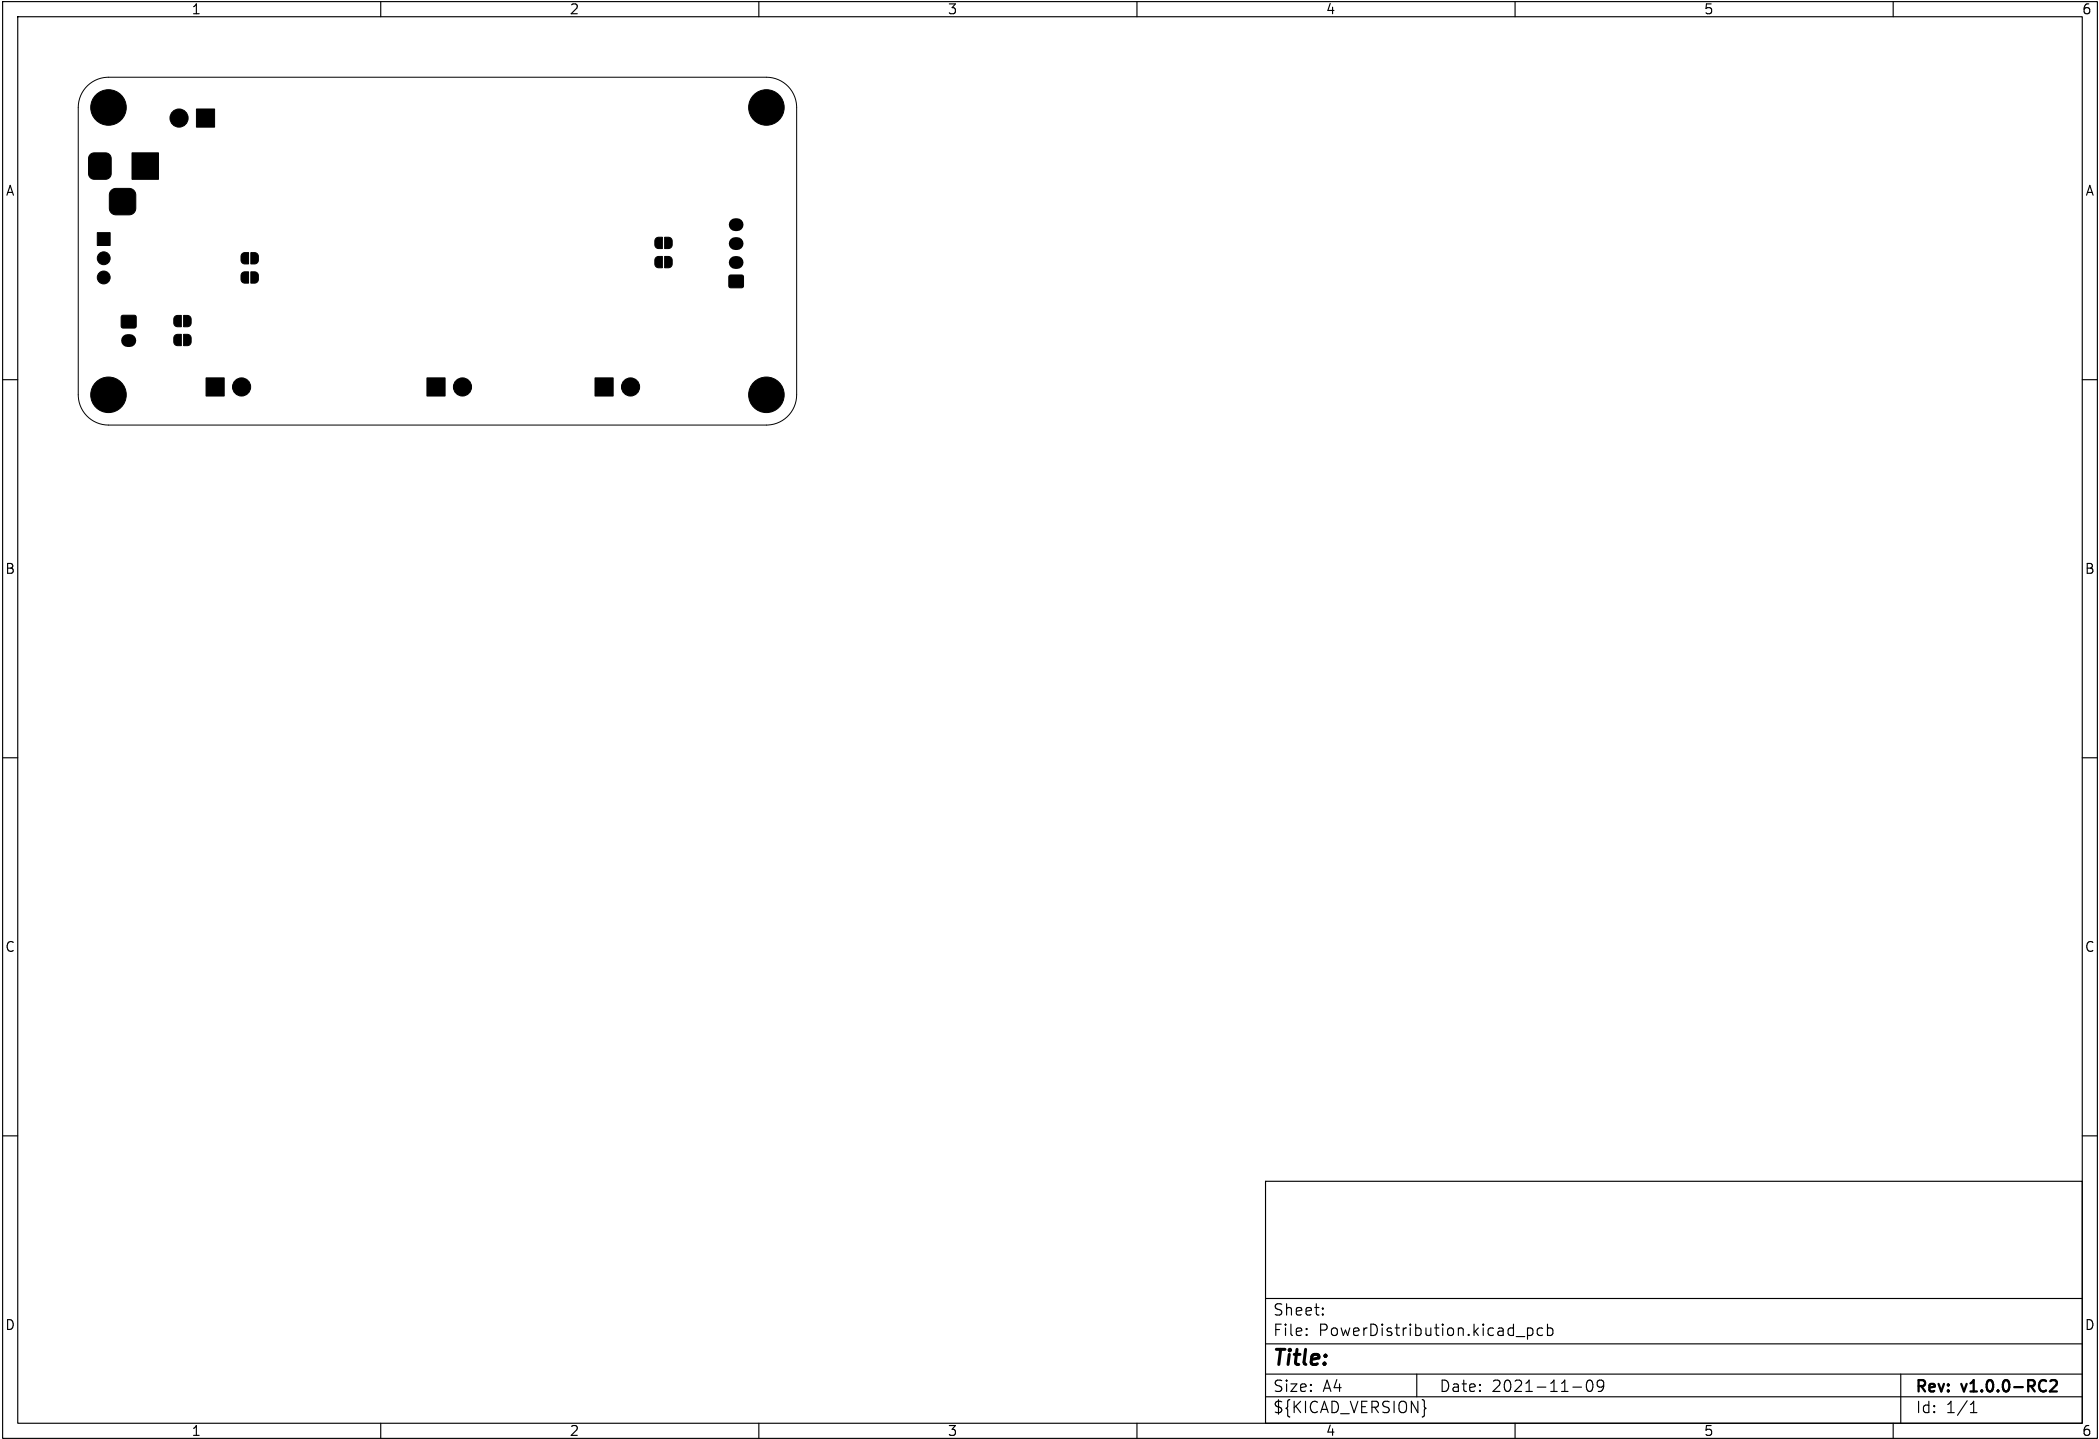 1 2 3 4 5 6
A A
B B
C C
Sheet:
D D
File: PowerDistribution.kicad_pcb
Title:
Size: A4 Date: 2021-11-09 Rev: v1.0.0-RC2
${KICAD_VERSION} Id: 1/1
1 2 3 4 5 6